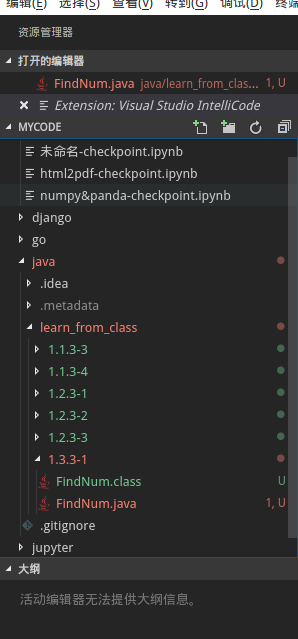 编辑(E) 选择(S) 查看(V) 转到(G) 调试(D) 终端
资源管理器
打开的编辑器
FindNum.java java/learn_from_clas... 1, U
Extension: Visual Studio IntelliCode
MYCODE
未命名-checkpoint.ipynb
html2pdf-checkpoint.ipynb
numpy&panda-checkpoint.ipynb
django
go
java
.idea
.metadata
learn_from_class
1.1.3-3
1.1.3-4
1.2.3-1
1.2.3-2
1.2.3-3
1.3.3-1
FindNum.class U
FindNum.java 1, U
.gitignore
jupyter
大纲
活动编辑器无法提供大纲信息。